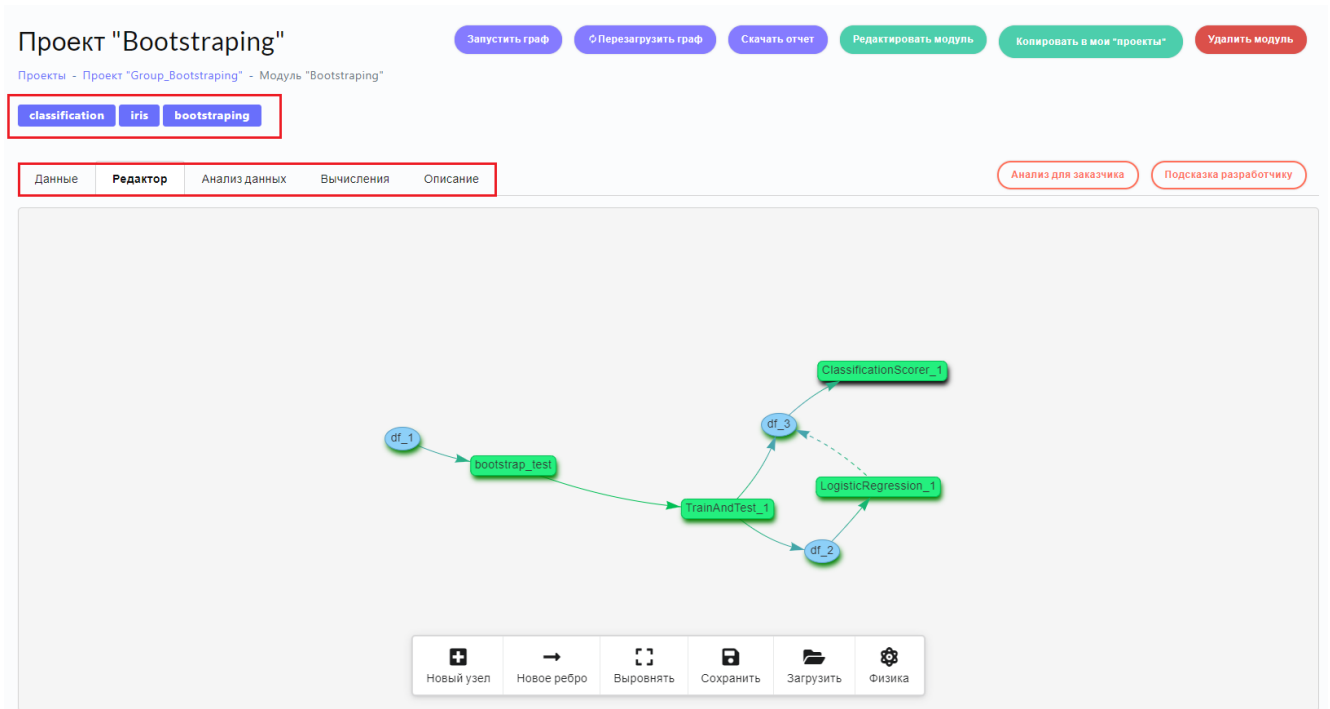 Проект "Bootstraping"
Запустить граф
Перезагрузить граф
Скачать отчет
Редактировать модуль
Копировать в мои "проекты"
Удалить модуль
Проекты - Проект "Group_Bootstraping" - Модуль "Bootstraping"
classification iris bootstraping
Данные Редактор Анализ данных Вычисления Описание
Анализ для заказчика
Подсказка разработчику
ClassificationScorer_1
df_3
df_1
bootstrap_test
LogisticRegression_1
TrainAndTest_1
df_2
Новый узел
Новое ребро
Выровнять
Сохранить
Загрузить
Физика